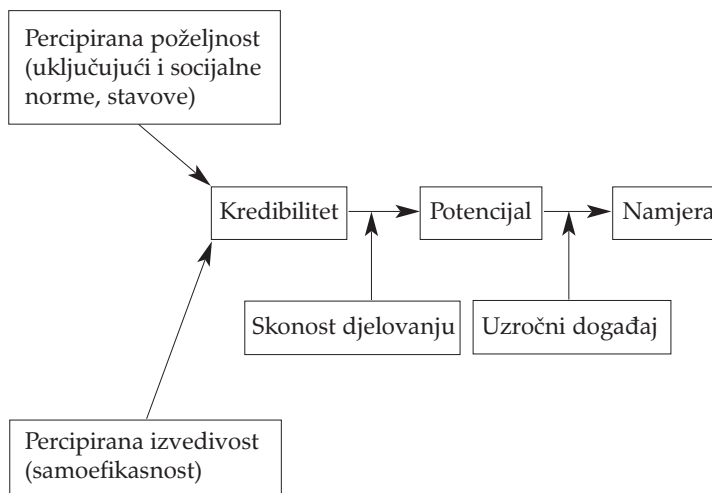 Percipirana poželjnost
(uključujući i socijalne
norme, stavove)
Kredibilitet
Potencijal
Namjera
Skonost djelovanju
Uzročni događaj
Percipirana izvedivost
(samoefikasnost)